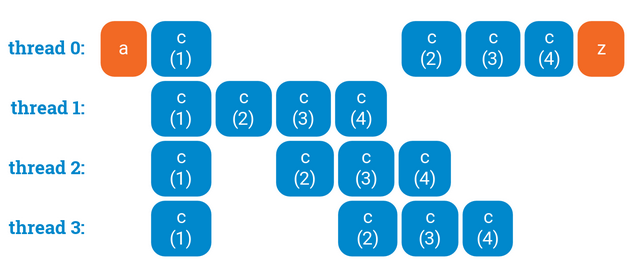 thread 0: a c (1) c (2) c (3) c (4) z
thread 1: c (1) c (2) c (3) c (4)
thread 2: c (1) c (2) c (3) c (4)
thread 3: c (1) c (2) c (3) c (4)